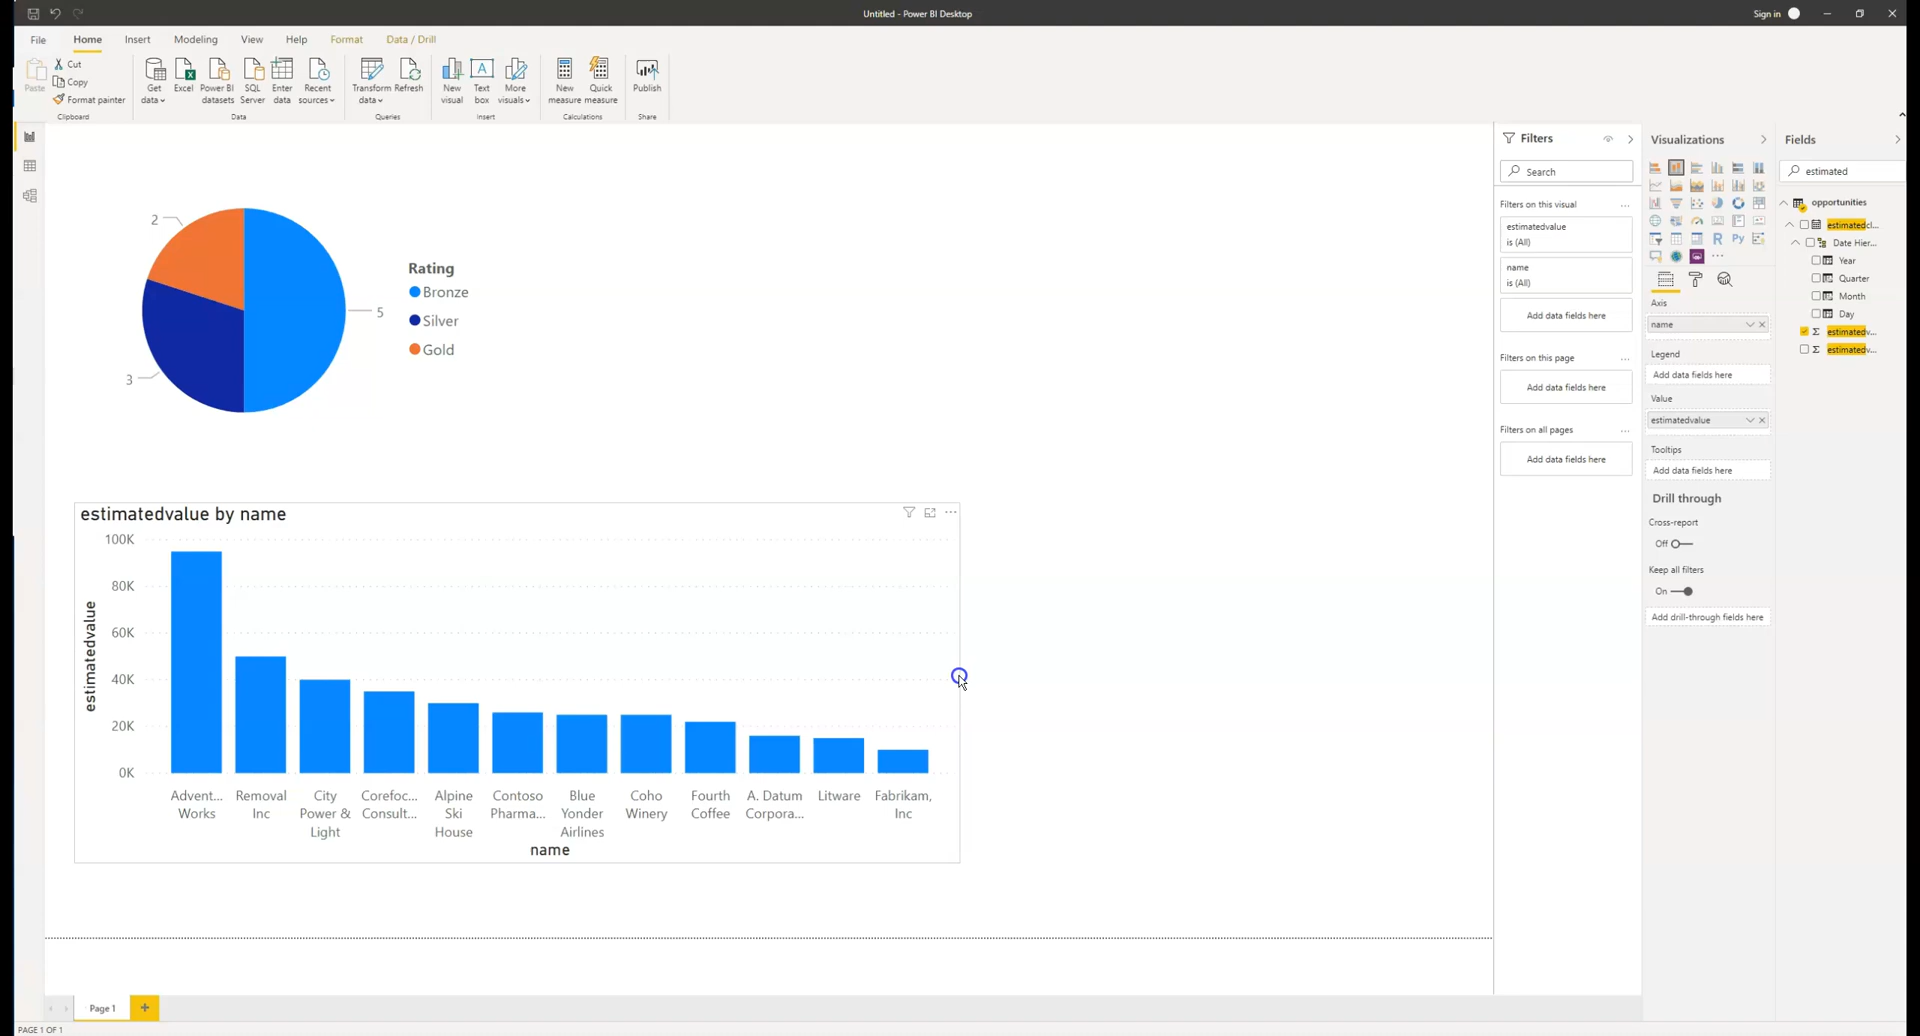 Untitled - Power BI Desktop
Sign in
File Home Insert Modeling View Help Format Data / Drill
Paste
Cut
Copy
Format painter
Clipboard
Get data
Excel
Power BI datasets
SQL Server
Enter data
Recent sources
Data
Transform data
Refresh
Queries
New visual
Text box
More visuals
Insert
New measure
Quick measure
Calculations
Publish
Share
2
5
3
Rating
Bronze
Silver
Gold
estimatedvalue by name
100K
80K
60K
40K
20K
0K
estimatedvalue
Advent... Works
Removal Inc
City Power & Light
Corefoc... Consult...
Alpine Ski House
Contoso Pharma...
Blue Yonder Airlines
Coho Winery
Fourth Coffee
A. Datum Corpora...
Litware
Fabrikam, Inc
name
Filters
Search
Filters on this visual ...
estimatedvalue
is (All)
name
is (All)
Add data fields here
Filters on this page ...
Add data fields here
Filters on all pages ...
Add data fields here
Visualizations
R
Py
...
Axis
name
Legend
Add data fields here
Value
estimatedvalue
Tooltips
Add data fields here
Drill through
Cross-report
Off
Keep all filters
On
Add drill-through fields here
Fields
estimated
opportunities
estimatedcl...
Date Hier...
Year
Quarter
Month
Day
estimatedv...
estimatedv...
Page 1
+
PAGE 1 OF 1